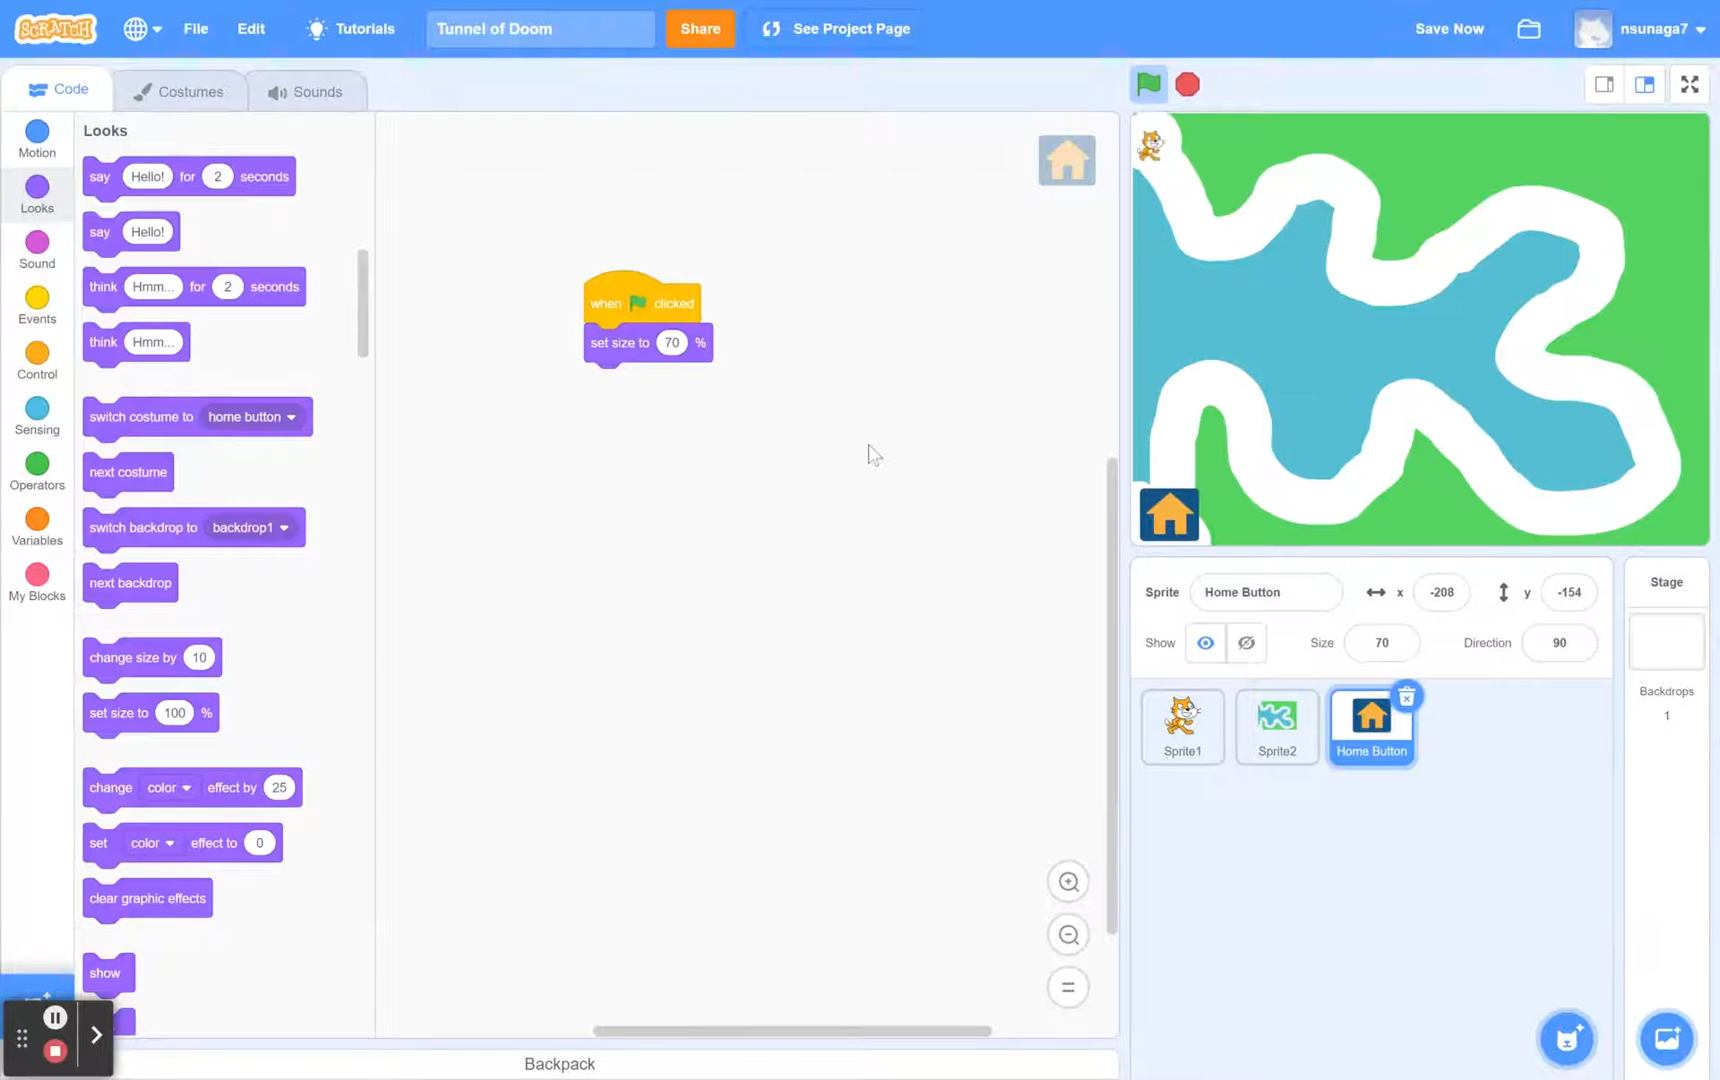 SCRATCH
File
Edit
Tutorials
Tunnel of Doom
Share
See Project Page
Save Now
nsunaga7
Code
Costumes
Sounds
Motion
Looks
Sound
Events
Control
Sensing
Operators
Variables
My Blocks
Looks
say Hello! for 2 seconds
say Hello!
think Hmm... for 2 seconds
think Hmm...
switch costume to home button
next costume
switch backdrop to backdrop1
next backdrop
change size by 10
set size to 100 %
change color effect by 25
set color effect to 0
clear graphic effects
show
when clicked
set size to 70 %
Backpack
Sprite Home Button x -208 y -154
Show Size 70 Direction 90
Sprite1
Sprite2
Home Button
Stage
Backdrops
1